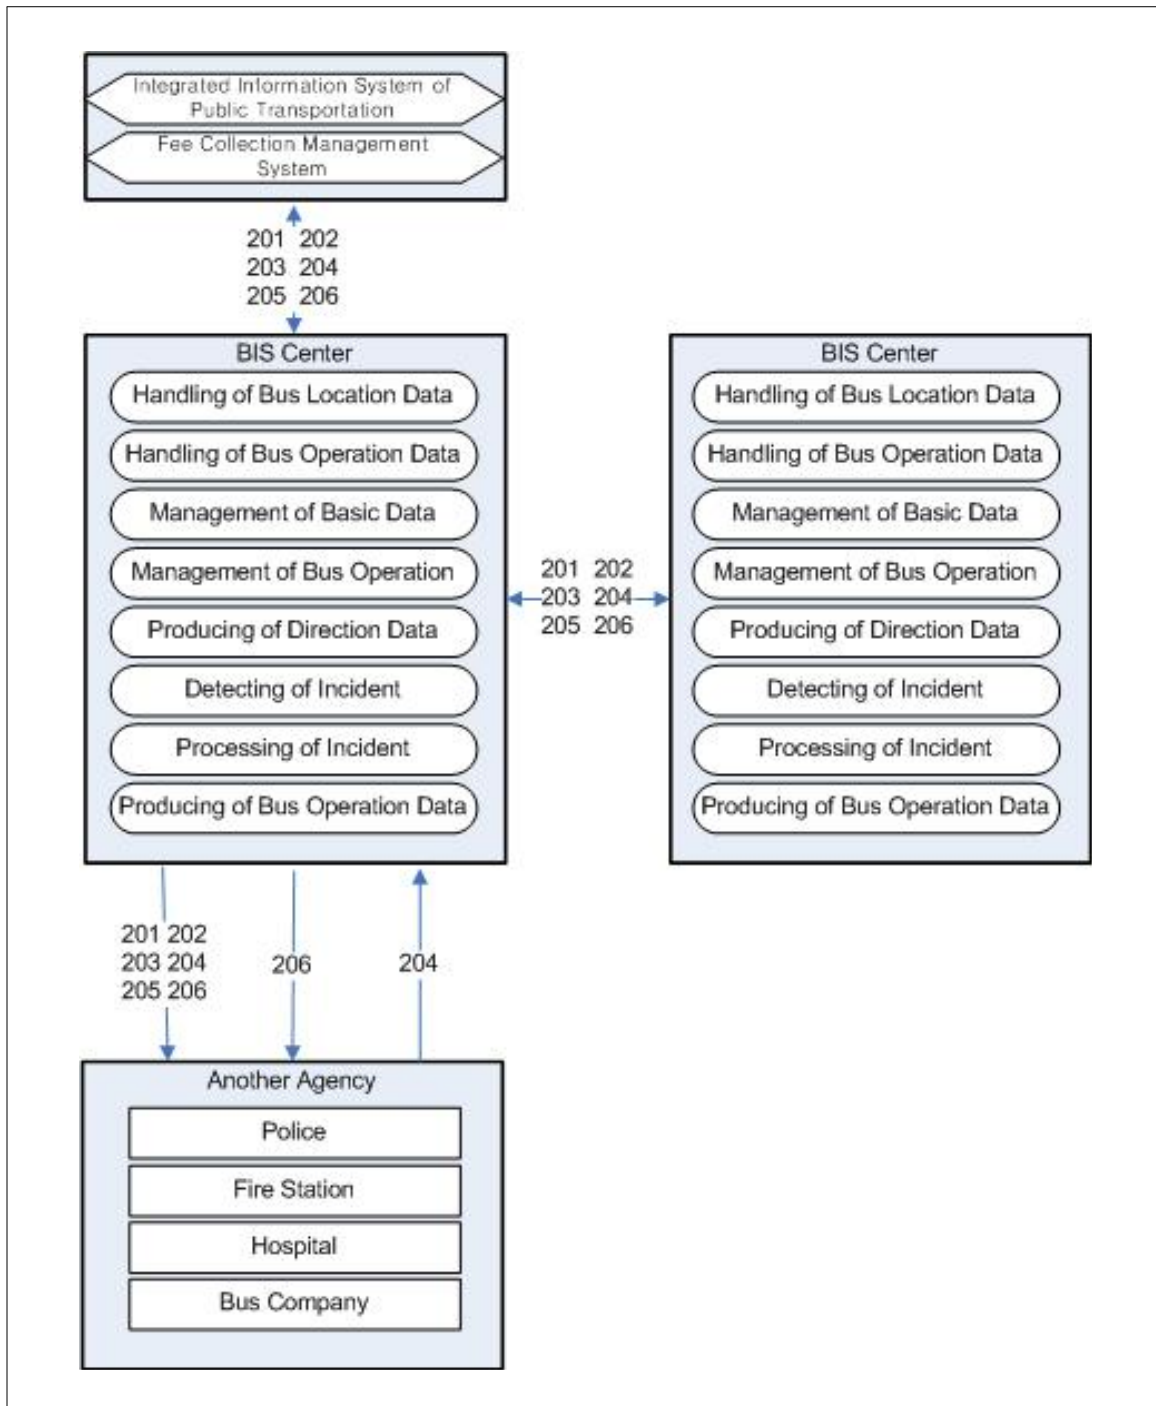 Integrated Information System of
Public Transportation
Fee Collection Management
System
201 202
203 204
205 206
BIS Center
Handling of Bus Location Data
Handling of Bus Operation Data
Management of Basic Data
Management of Bus Operation
Producing of Direction Data
Detecting of Incident
Processing of Incident
Producing of Bus Operation Data
201 202
203 204
205 206
BIS Center
Handling of Bus Location Data
Handling of Bus Operation Data
Management of Basic Data
Management of Bus Operation
Producing of Direction Data
Detecting of Incident
Processing of Incident
Producing of Bus Operation Data
201 202
203 204
205 206
206
204
Another Agency
Police
Fire Station
Hospital
Bus Company